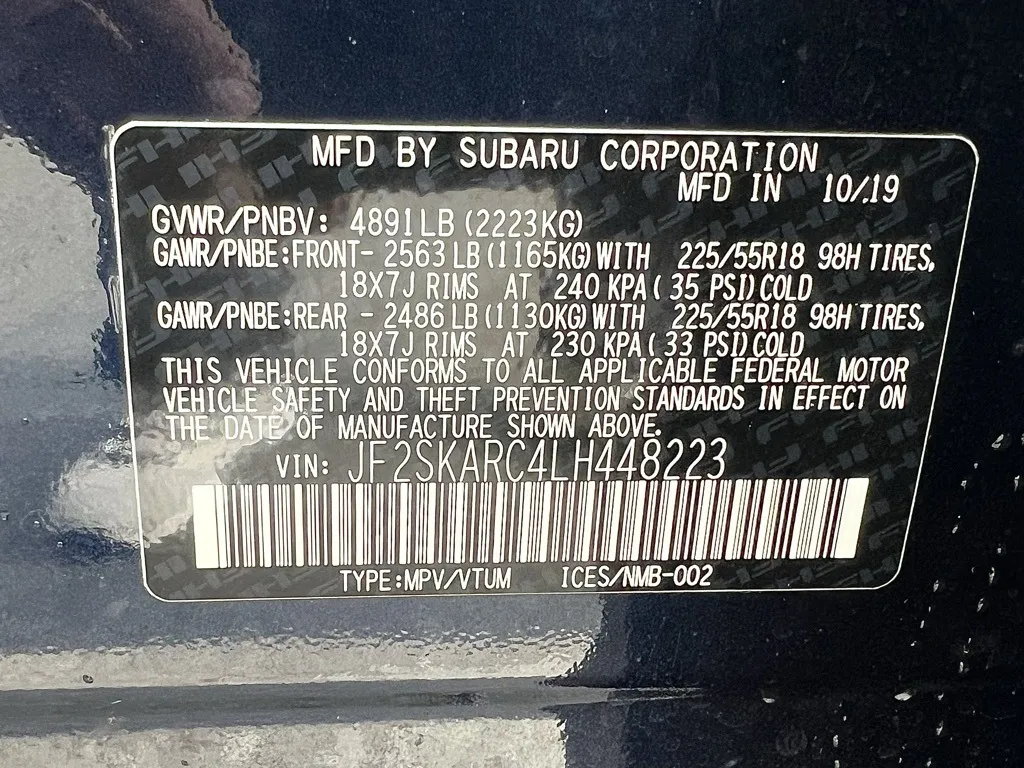 MFD BY SUBARU CORPORATION
MFD IN 10/19
GVWR/PNBV: 4891LB (2223KG)
GAWR/PNBE:FRONT- 2563 LB (1165KG) WITH 225/55R18 98H TIRES,
18X7J RIMS AT 240 KPA ( 35 PSI) COLD
GAWR/PNBE:REAR - 2486 LB (1130KG) WITH 225/55R18 98H TIRES,
18X7J RIMS AT 230 KPA ( 33 PSI) COLD
THIS VEHICLE CONFORMS TO ALL APPLICABLE FEDERAL MOTOR
VEHICLE SAFETY AND THEFT PREVENTION STANDARDS IN EFFECT ON
THE DATE OF MANUFACTURE SHOWN ABOVE.
VIN: JF2SKARC4LH448223
TYPE:MPV/VTUM ICES/NMB-002